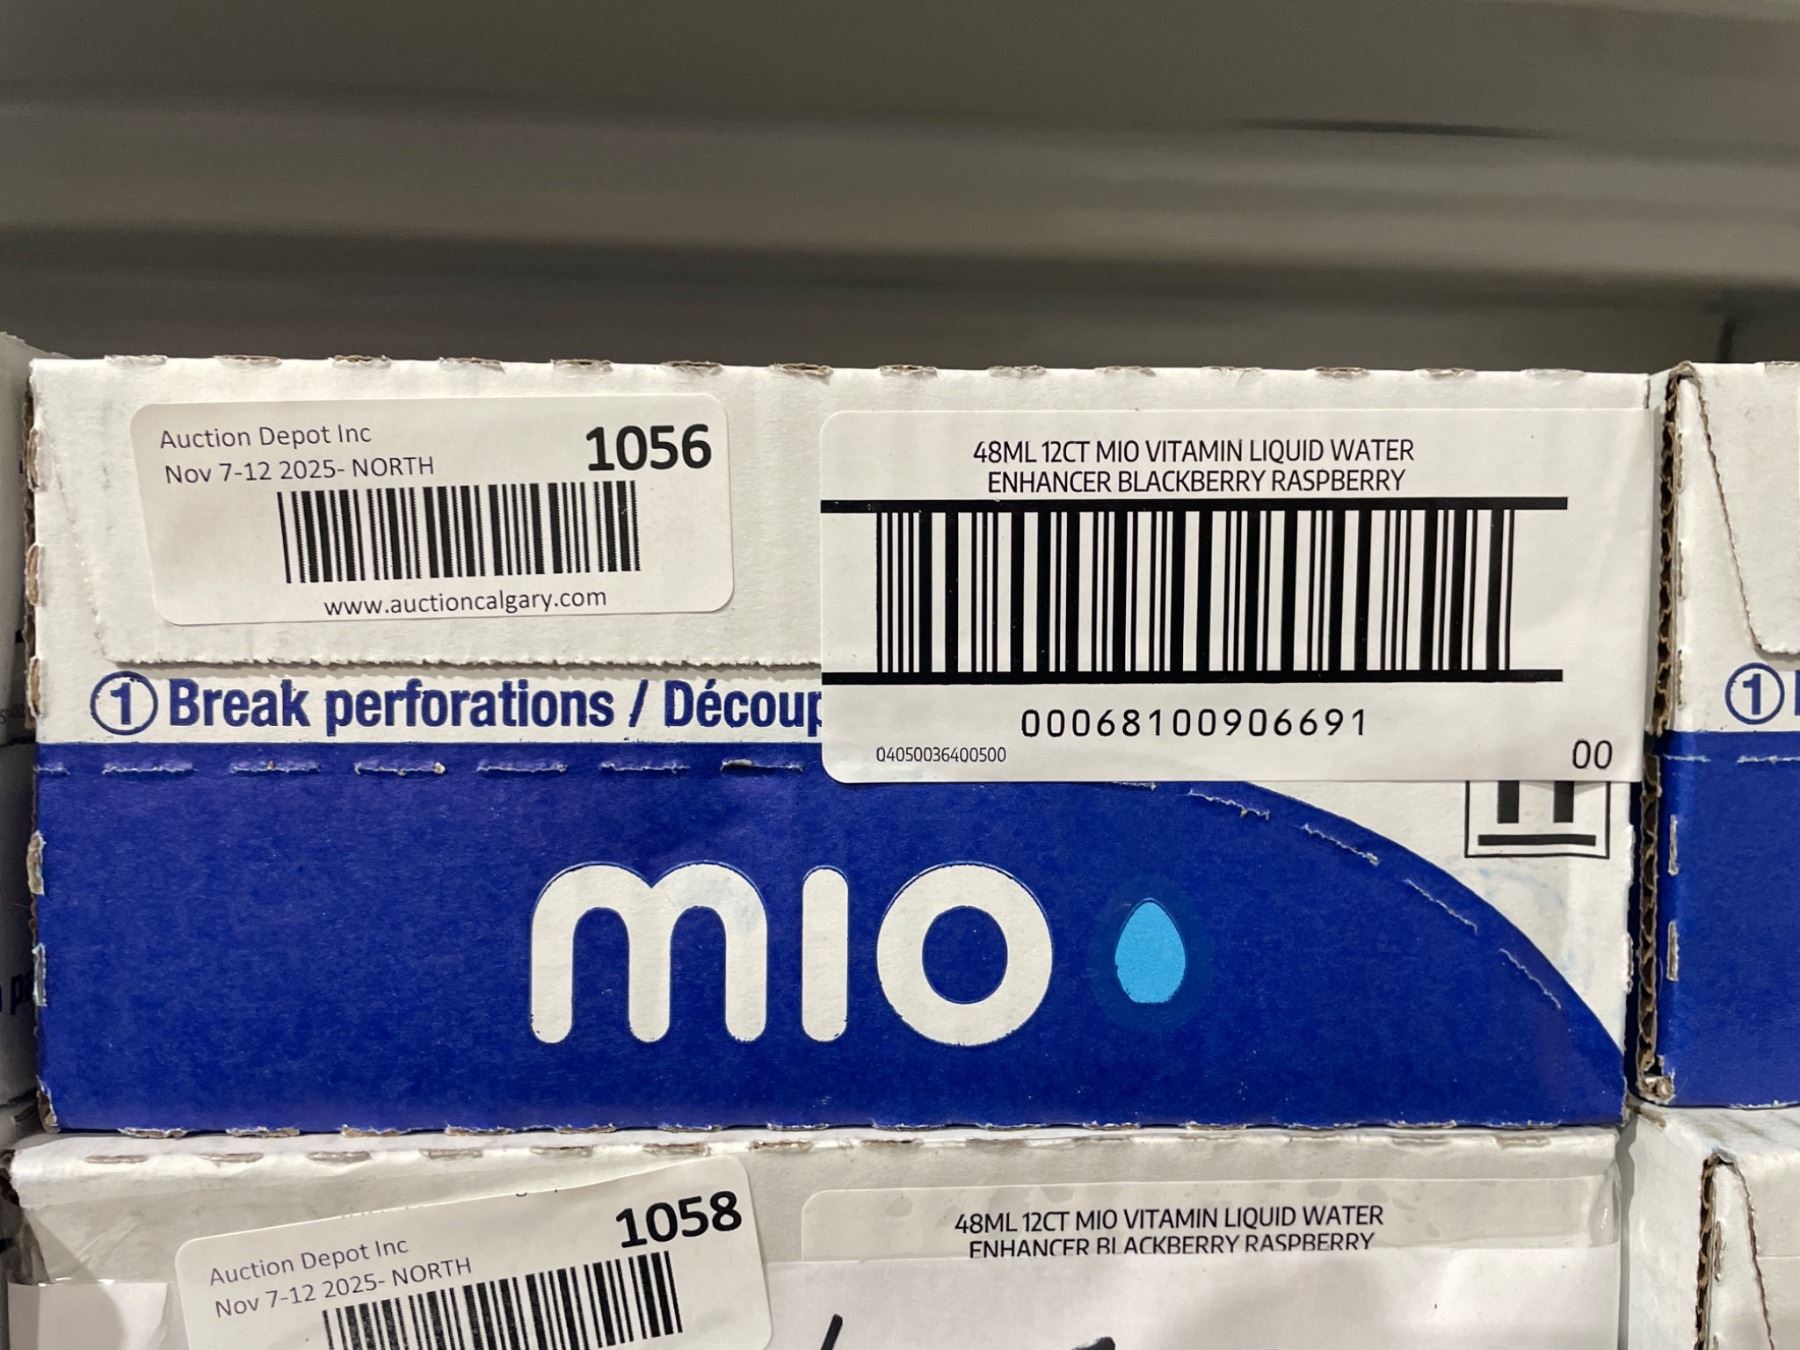 Auction Depot Inc
Nov 7-12 2025- NORTH
1056
www.auctioncalgary.com
48ML 12CT MIO VITAMIN LIQUID WATER
ENHANCER BLACKBERRY RASPBERRY
00068100906691
04050036400500
00
1 Break perforations / Découp
1
mıo
Auction Depot Inc
Nov 7-12 2025- NORTH
1058
48ML 12CT MIO VITAMIN LIQUID WATER
ENHANCER BLACKBERRY RASPBERRY